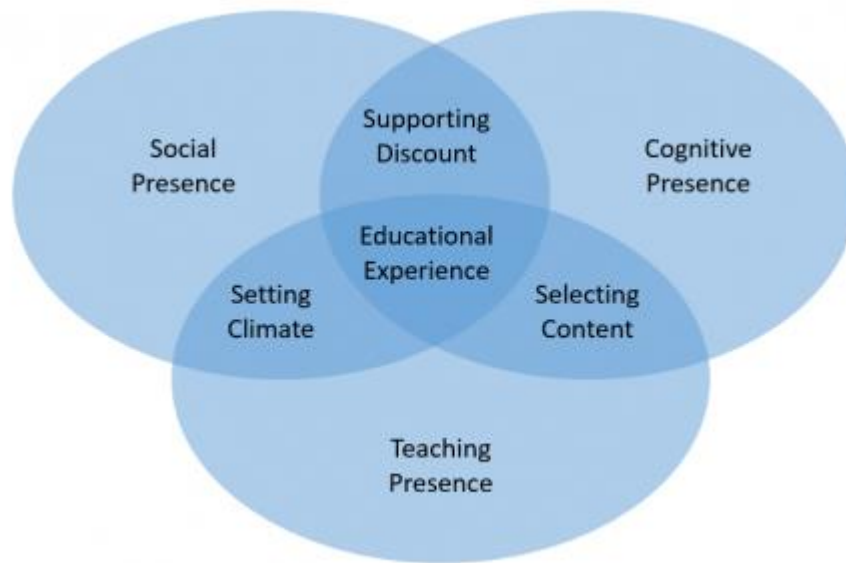 Supporting
Discount
Social
Presence
Cognitive
Presence
Educational
Experience
Setting
Climate
Selecting
Content
Teaching
Presence